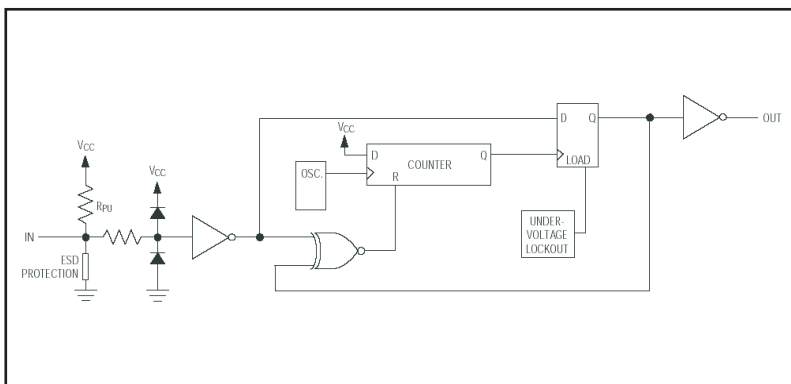 VCC
RPU
IN
ESD
PROTECTION
VCC
OSC.
VCC
D
COUNTER
Q
R
D
Q
LOAD
UNDER-
VOLTAGE
LOCKOUT
OUT